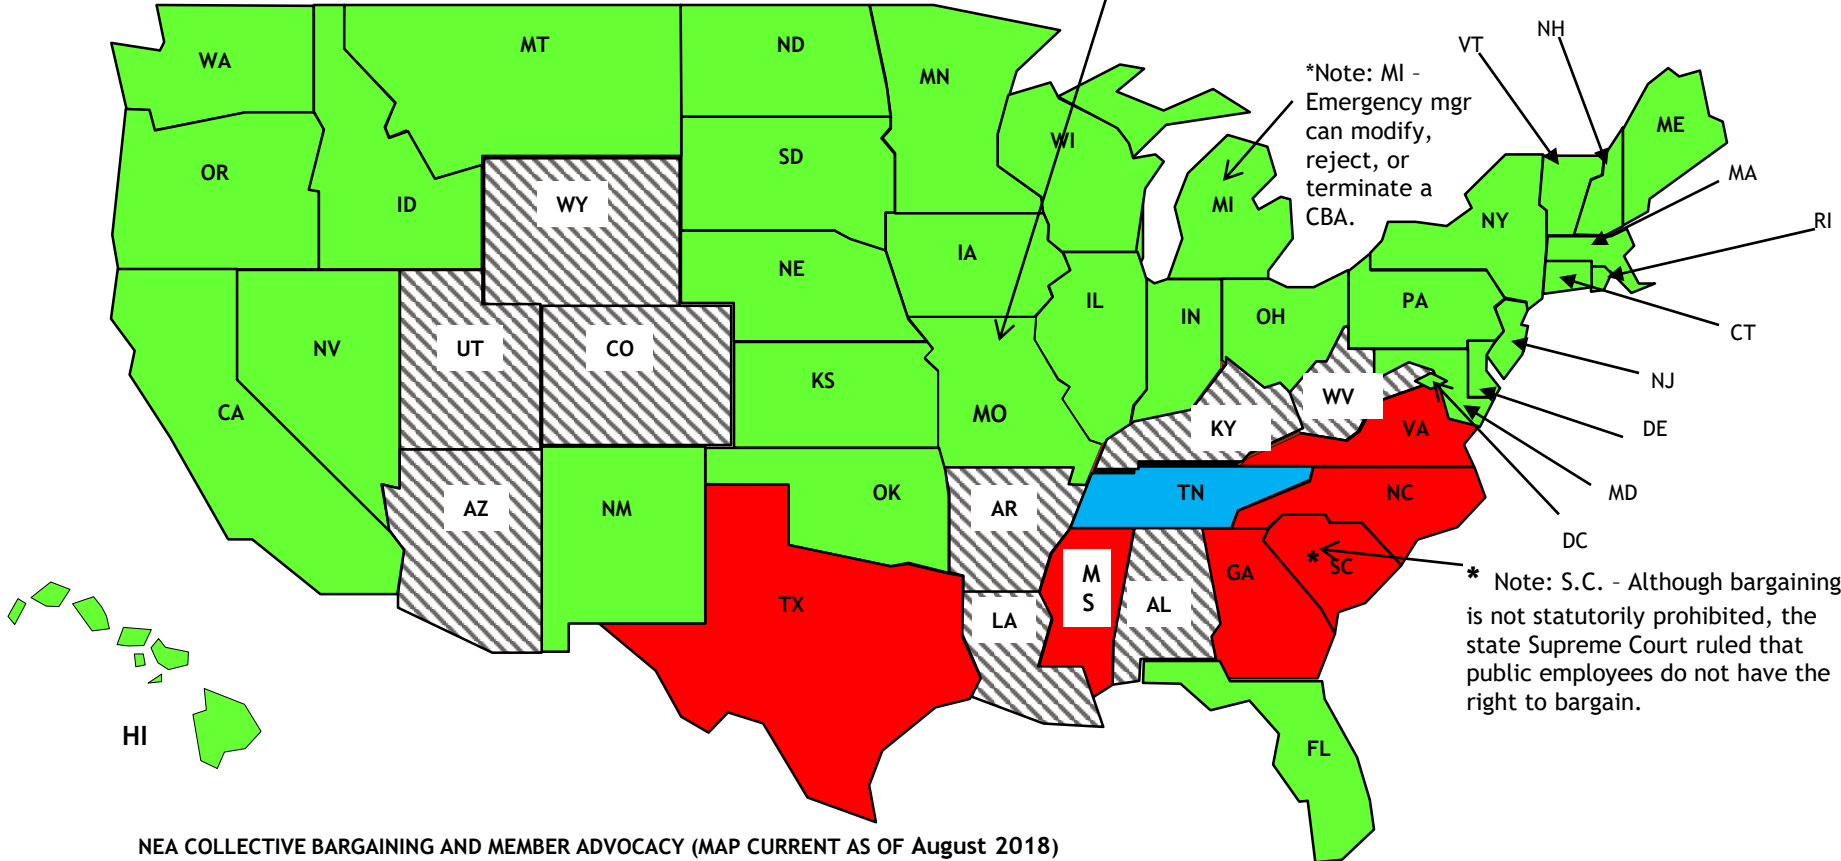 WA
MT
ND
MN
VT
NH
*Note: MI -
Emergency mgr
can modify,
reject, or
terminate a
CBA.
ME
OR
ID
WY
SD
WI
MI
NY
MA
RI
NE
IA
IL
IN
OH
PA
CT
NV
UT
CO
KS
NJ
CA
MO
KY
WV
VA
DE
AZ
NM
OK
AR
TN
NC
MD
DC
TX
LA
M
S
AL
GA
* SC
* Note: S.C. – Although bargaining
is not statutorily prohibited, the
state Supreme Court ruled that
public employees do not have the
right to bargain.
HI
FL
NEA COLLECTIVE BARGAINING AND MEMBER ADVOCACY (MAP CURRENT AS OF August 2018)